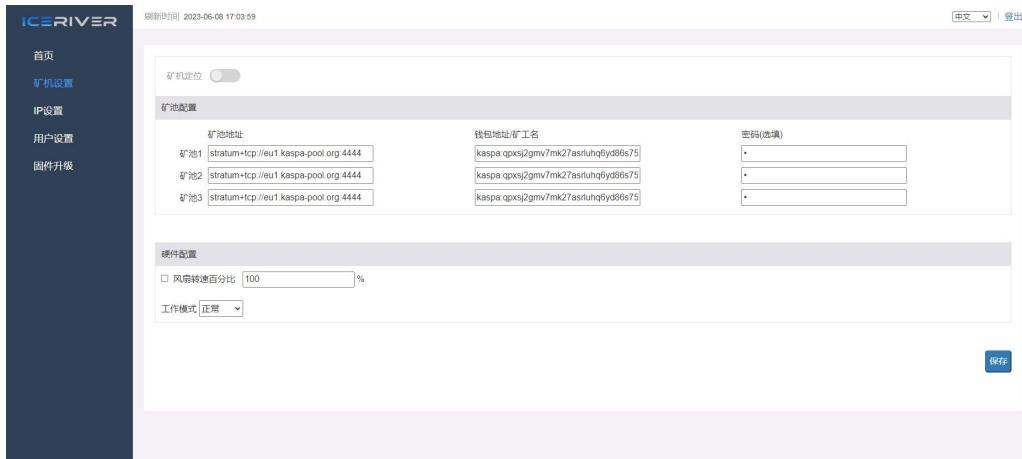 ICERIVER
刷新时间 2023-06-08 17:03:59
中文
登出
首页
矿机设置
IP设置
用户设置
固件升级
矿机定位
矿池配置
矿池地址 钱包地址/矿工名 密码(选填)
矿池1 stratum+tcp://eu1.kaspa-pool.org:4444 kaspa:qpxsj2gmv7mk27asrluhq6yd86s75 •
矿池2 stratum+tcp://eu1.kaspa-pool.org:4444 kaspa:qpxsj2gmv7mk27asrluhq6yd86s75 •
矿池3 stratum+tcp://eu1.kaspa-pool.org:4444 kaspa:qpxsj2gmv7mk27asrluhq6yd86s75 •
硬件配置
风扇转速百分比 100 %
工作模式 正常
保存